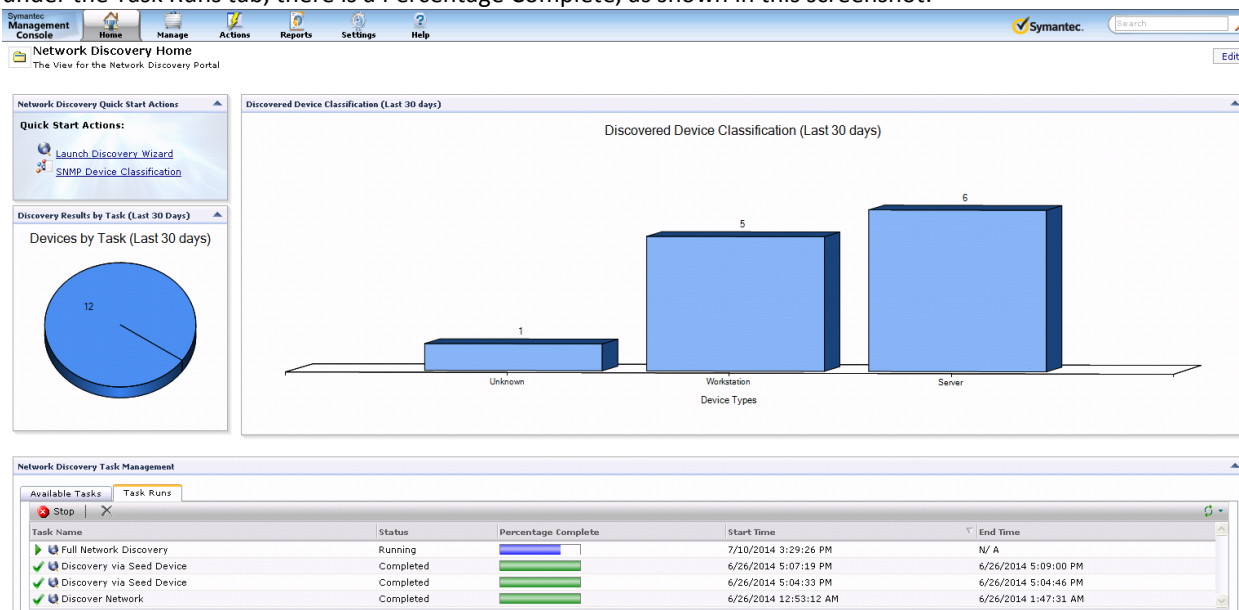 under the Task Runs tab, there is a Percentage Complete, as shown in this screenshot.
Symantec
Management
Console
Home Manage Actions Reports Settings Help
Symantec.
Search
Network Discovery Home
The View for the Network Discovery Portal
Edit
Network Discovery Quick Start Actions
Quick Start Actions:
Launch Discovery Wizard
SNMP Device Classification
Discovery Results by Task (Last 30 Days)
Devices by Task (Last 30 days)
12
Discovered Device Classification (Last 30 days)
Discovered Device Classification (Last 30 days)
6
5
1
Unknown Workstation Server
Device Types
Network Discovery Task Management
Available Tasks Task Runs
Stop
Task Name Status Percentage Complete Start Time End Time
Full Network Discovery Running 7/10/2014 3:29:26 PM N/ A
Discovery via Seed Device Completed 6/26/2014 5:07:19 PM 6/26/2014 5:09:00 PM
Discovery via Seed Device Completed 6/26/2014 5:04:33 PM 6/26/2014 5:04:46 PM
Discover Network Completed 6/26/2014 12:53:12 AM 6/26/2014 1:47:31 AM